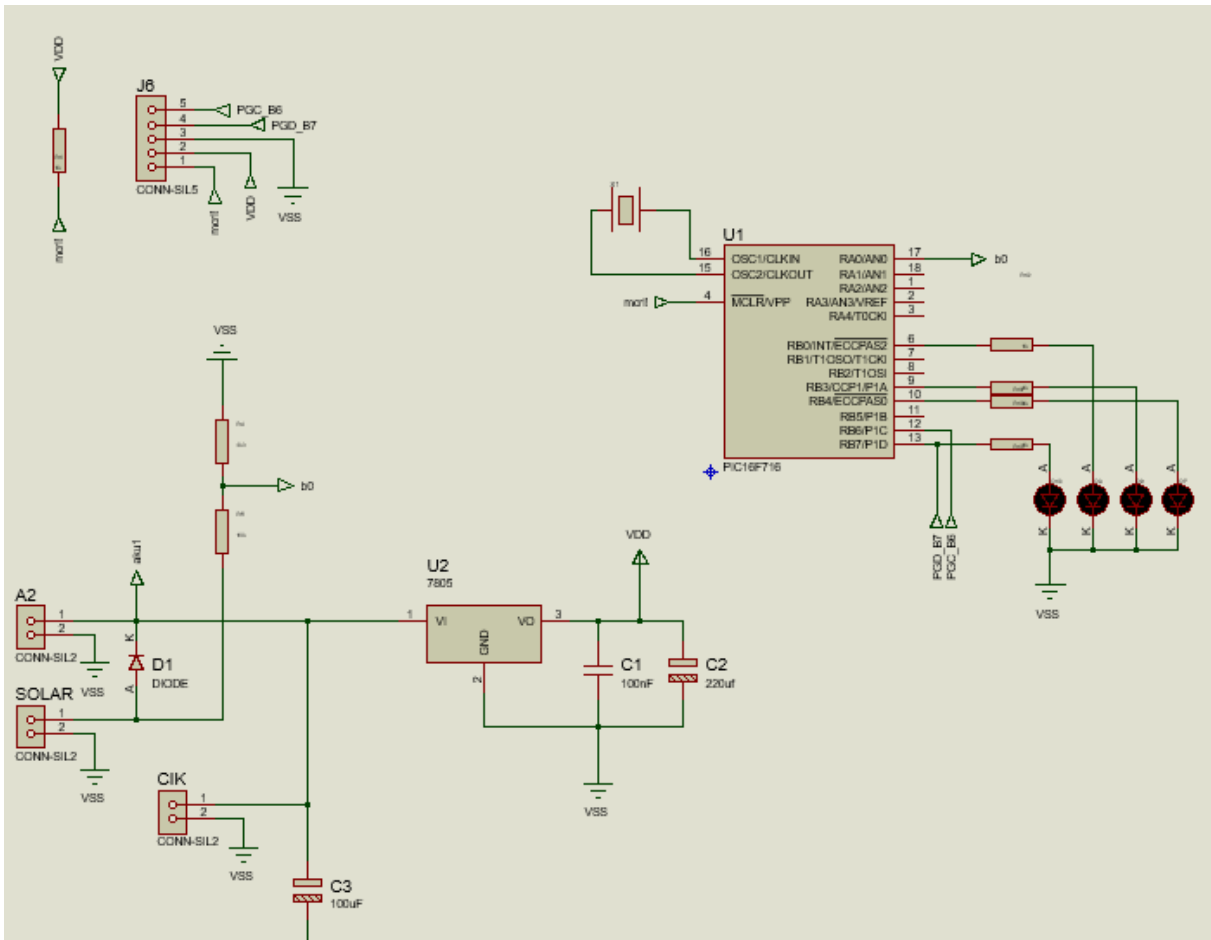 VDD
mcrl1
J6
5
PGC_B6
4
PGD_B7
3
2
1
CONN-SIL5
mcrl1
VDD
VSS
U1
16
OSC1/CLKIN
15
OSC2/CLKOUT
mcrl1
4
MCLR/VPP
RA0/AN0
17
b0
RA1/AN1
18
RA2/AN2
1
RA3/AN3/VREF
2
RA4/T0CKI
3
RB0/INT/ECCPAS2
6
RB1/T1OSO/T1CKI
7
RB2/T1OSI
8
RB3/CCP1/P1A
9
RB4/ECCPAS0
10
RB5/P1B
11
RB6/P1C
12
RB7/P1D
13
PIC16F716
PGD_B7
PGC_B6
A
A
A
A
K
K
K
K
VSS
VSS
b0
aku1
A2
1
2
CONN-SIL2
VSS
K
D1
DIODE
A
SOLAR
1
2
CONN-SIL2
VSS
CIK
1
2
CONN-SIL2
VSS
C3
100uF
U2
7805
1
VI
VO
3
GND
2
VDD
C1
100nF
C2
220uf
VSS